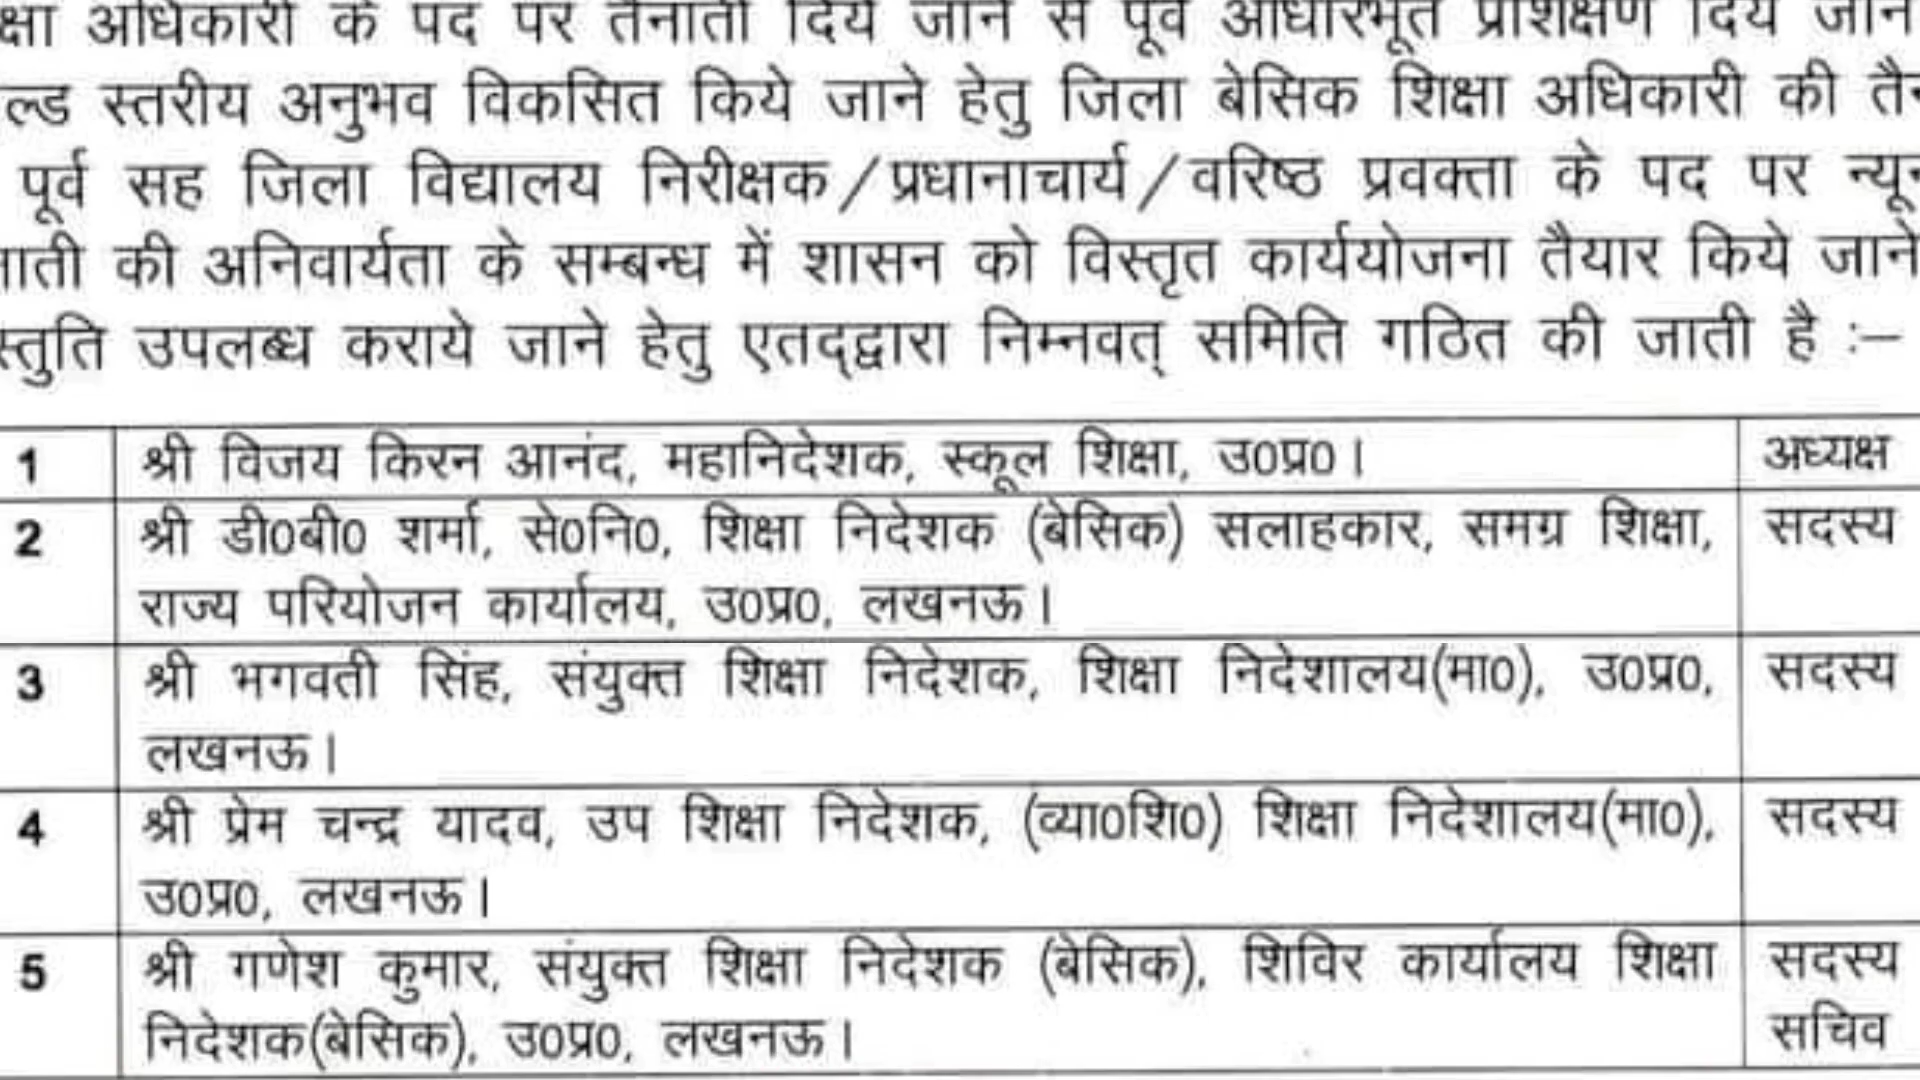 क्षा अधिकारी के पद पर तैनाती दिये जाने से पूर्व आधारभूत प्रशिक्षण दिये जाने
ल्ड स्तरीय अनुभव विकसित किये जाने हेतु जिला बेसिक शिक्षा अधिकारी की
पूर्व सह जिला विद्यालय निरीक्षक/प्रधानाचार्य/वरिष्ठ प्रवक्ता के पद पर
नाती की अनिवार्यता के सम्बन्ध में शासन को विस्तृत कार्ययोजना तैयार किये जाने
स्तुति उपलब्ध कराये जाने हेतु एतद्द्वारा निम्नवत् समिति गठित की जाती है :–
1 श्री विजय किरन आनंद, महानिदेशक, स्कूल शिक्षा, उ0प्र0। अध्यक्ष
2 श्री डी0बी0 शर्मा, से0नि0, शिक्षा निदेशक (बेसिक) सलाहकार, समग्र शिक्षा, सदस्य
राज्य परियोजन कार्यालय, उ0प्र0, लखनऊ।
3 श्री भगवती सिंह, संयुक्त शिक्षा निदेशक, शिक्षा निदेशालय(मा0), उ0प्र0, सदस्य
लखनऊ।
4 श्री प्रेम चन्द्र यादव, उप शिक्षा निदेशक, (व्या0शि0) शिक्षा निदेशालय(मा0), सदस्य
उ0प्र0, लखनऊ।
5 श्री गणेश कुमार, संयुक्त शिक्षा निदेशक (बेसिक), शिविर कार्यालय शिक्षा सदस्य
निदेशक(बेसिक), उ0प्र0, लखनऊ। सचिव